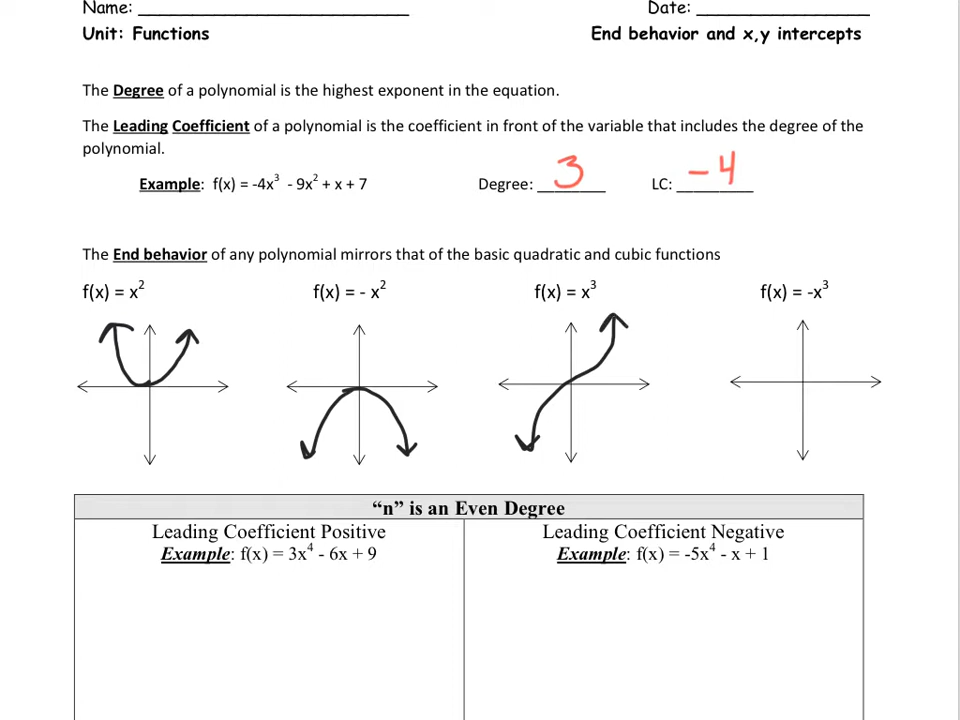 Name: ________________________________ Date: ____________________
Unit: Functions End behavior and x,y intercepts
The Degree of a polynomial is the highest exponent in the equation.
The Leading Coefficient of a polynomial is the coefficient in front of the variable that includes the degree of the
polynomial.
Example: f(x) = -4x³ - 9x² + x + 7 Degree: 3 LC: -4
The End behavior of any polynomial mirrors that of the basic quadratic and cubic functions
f(x) = x² f(x) = - x² f(x) = x³ f(x) = -x³
“n” is an Even Degree
Leading Coefficient Positive Leading Coefficient Negative
Example: f(x) = 3x⁴ - 6x + 9 Example: f(x) = -5x⁴ - x + 1